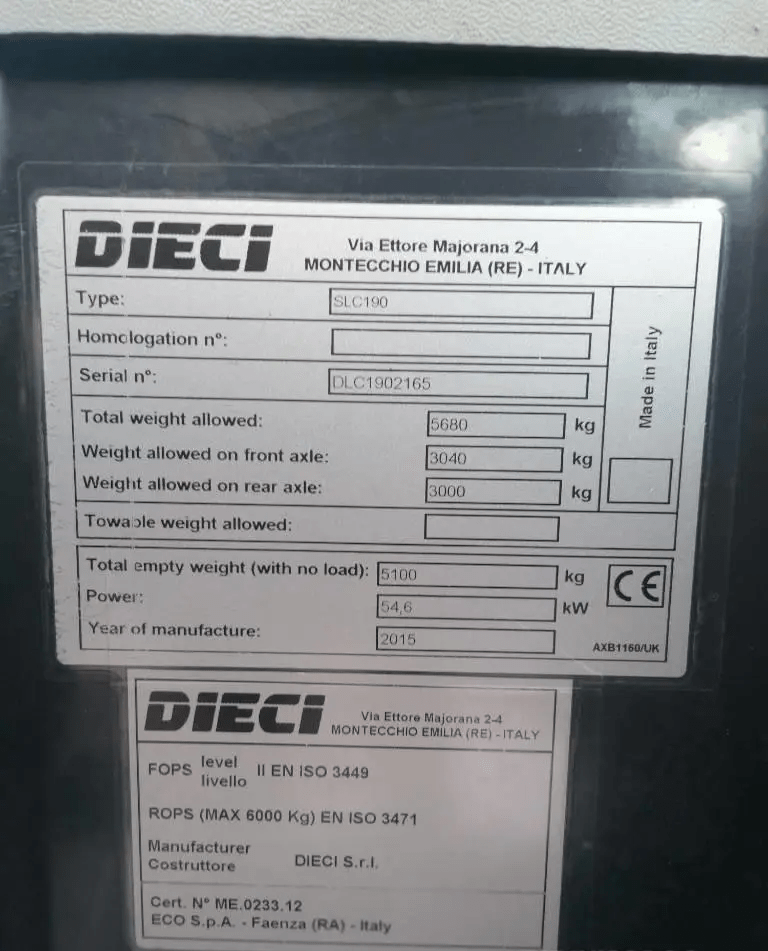 DIECI
Via Ettore Majorana 2-4
MONTECCHIO EMILIA (RE) - ITALY
Type: SLC190
Homologation n°:
Serial n°: DLC1902165
Total weight allowed: 5680 kg
Weight allowed on front axle: 3040 kg
Weight allowed on rear axle: 3000 kg
Made in Italy
Towable weight allowed:
Total empty weight (with no load): 5100 kg
Power: 54,6 kW
Year of manufacture: 2015
CE
AXB1160/UK
DIECI
Via Ettore Majorana 2-4
MONTECCHIO EMILIA (RE) - ITALY
FOPS level livello II EN ISO 3449
ROPS (MAX 6000 Kg) EN ISO 3471
Manufacturer
Costruttore DIECI S.r.l.
Cert. N° ME.0233.12
ECO S.p.A. - Faenza (RA) - Italy